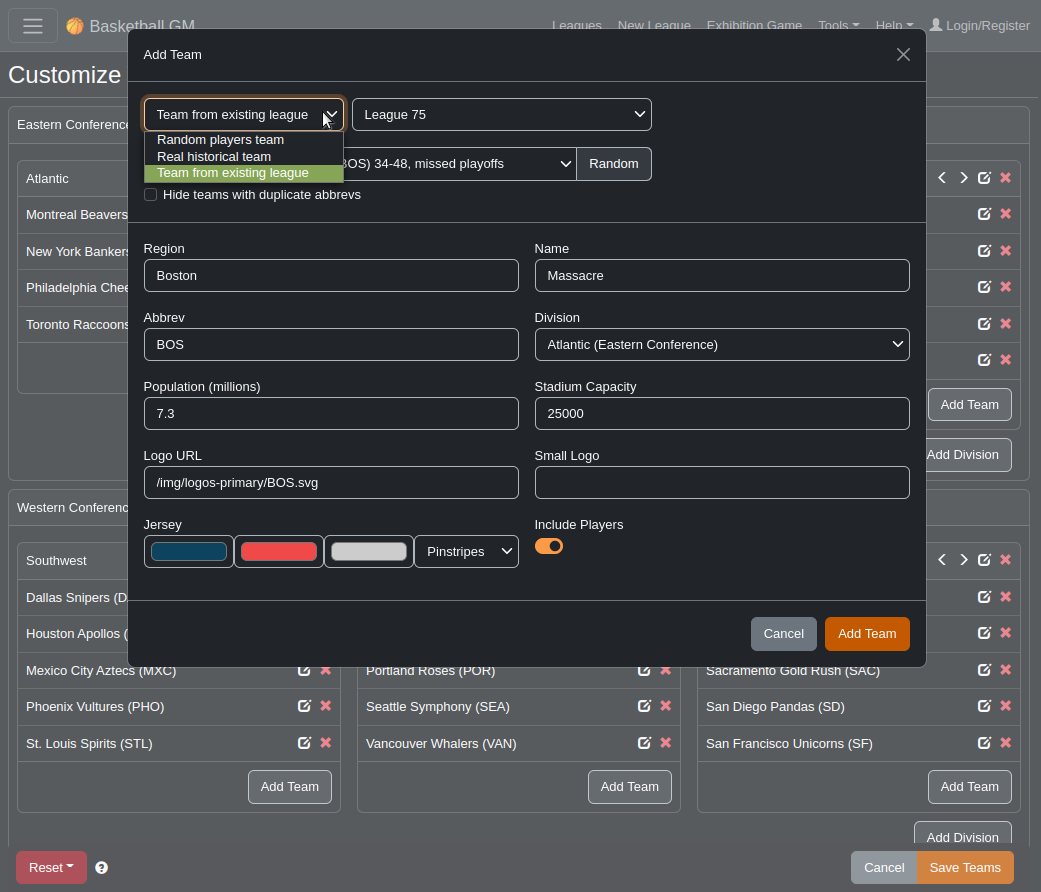 Basketball GM
Leagues New League Exhibition Game Tools Help Login/Register
Add Team
Customize
Team from existing league
League 75
Random players team
Real historical team
Team from existing league
BOS) 34-48, missed playoffs
Random
Hide teams with duplicate abbrevs
Region
Boston
Name
Massacre
Abbrev
BOS
Division
Atlantic (Eastern Conference)
Population (millions)
7.3
Stadium Capacity
25000
Logo URL
/img/logos-primary/BOS.svg
Small Logo
Jersey
Pinstripes
Include Players
Cancel
Add Team
Eastern Conference
Atlantic
Montreal Beavers
New York Bankers
Philadelphia Chee
Toronto Raccoons
Add Team
Add Division
Western Conferenc
Southwest
Dallas Snipers (D
Houston Apollos (
Mexico City Aztecs (MXC)
Phoenix Vultures (PHO)
St. Louis Spirits (STL)
Add Team
Portland Roses (POR)
Seattle Symphony (SEA)
Vancouver Whalers (VAN)
Add Team
Sacramento Gold Rush (SAC)
San Diego Pandas (SD)
San Francisco Unicorns (SF)
Add Team
Add Division
Reset
?
Cancel
Save Teams